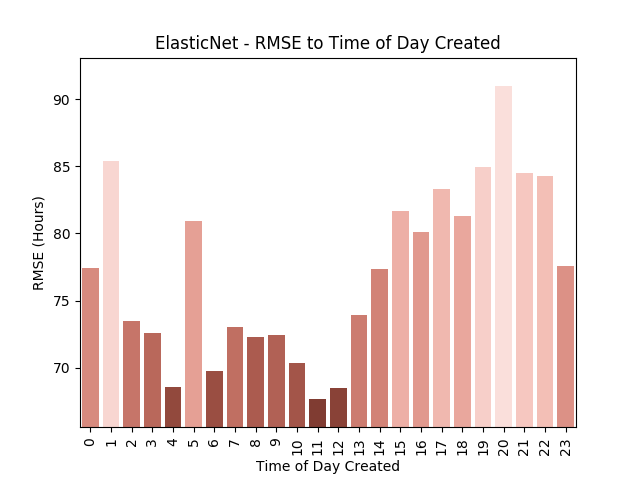 ElasticNet - RMSE to Time of Day Created
RMSE (Hours)
90
85
80
75
70
0 1 2 3 4 5 6 7 8 9 10 11 12 13 14 15 16 17 18 19 20 21 22 23
Time of Day Created